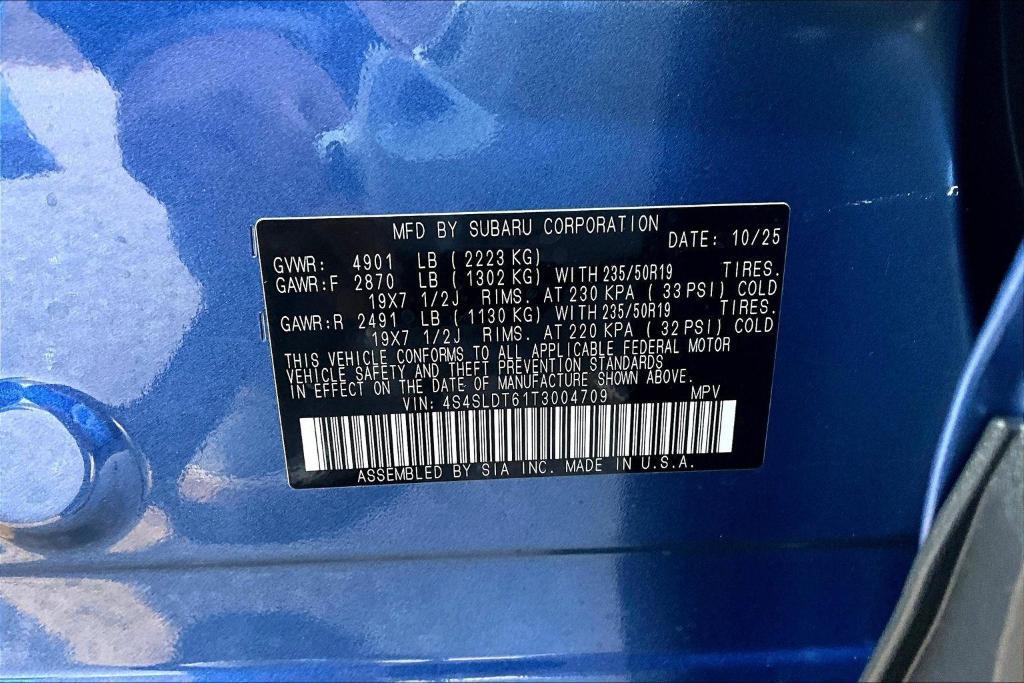 MFD BY SUBARU CORPORATION
DATE: 10/25
GVWR: 4901 LB ( 2223 KG)
GAWR:F 2870 LB ( 1302 KG) WITH 235/50R19 TIRES.
19X7 1/2J RIMS. AT 230 KPA ( 33 PSI) COLD
GAWR:R 2491 LB ( 1130 KG) WITH 235/50R19 TIRES.
19X7 1/2J RIMS. AT 220 KPA ( 32 PSI) COLD
THIS VEHICLE CONFORMS TO ALL APPLICABLE FEDERAL MOTOR
VEHICLE SAFETY AND THEFT PREVENTION STANDARDS
IN EFFECT ON THE DATE OF MANUFACTURE SHOWN ABOVE.
VIN: 4S4SLDT61T3004709 MPV
ASSEMBLED BY SIA INC. MADE IN U.S.A.